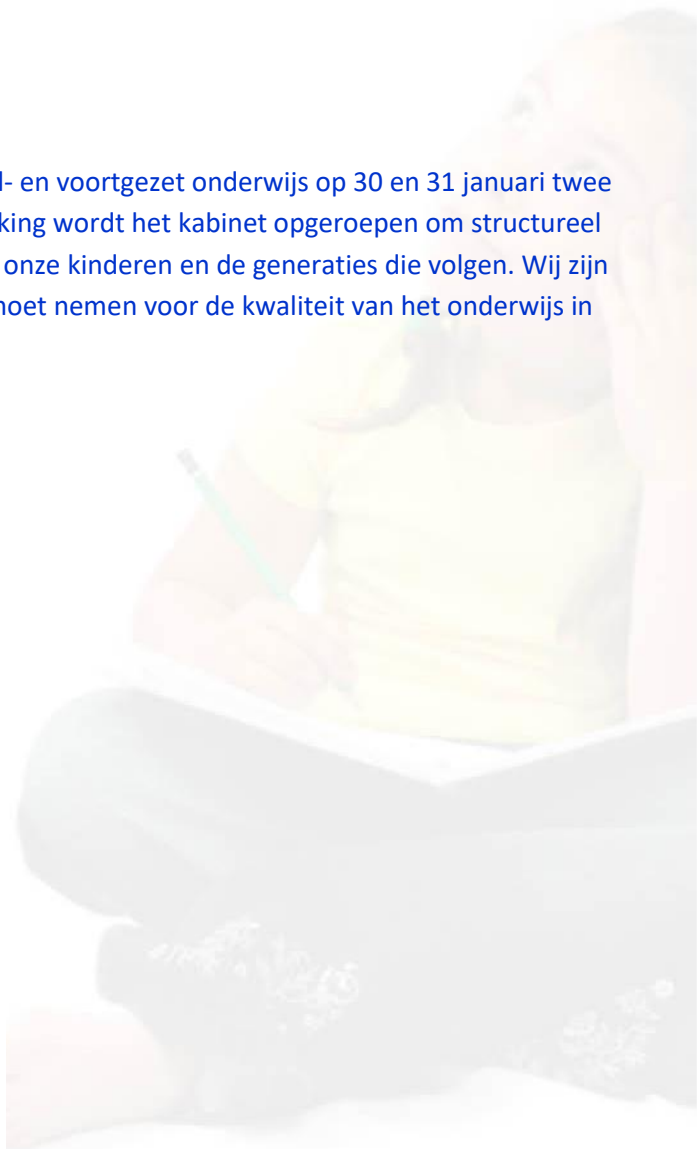 l- en voortgezet onderwijs op 30 en 31 januari twee
king wordt het kabinet opgeroepen om structureel
onze kinderen en de generaties die volgen. Wij zijn
moet nemen voor de kwaliteit van het onderwijs in